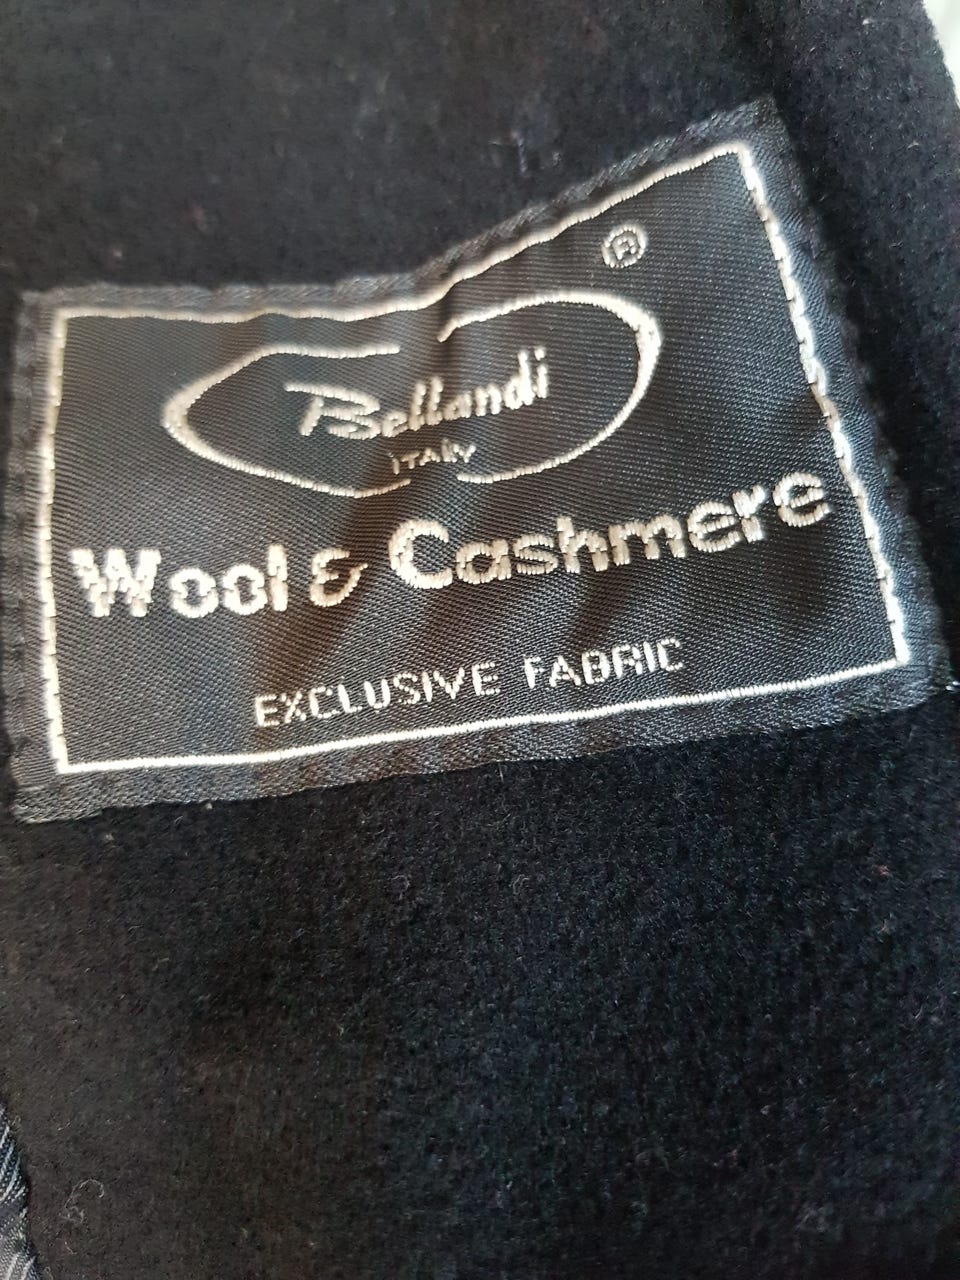 ®
Bellandi
ITALY
Wool & Cashmere
EXCLUSIVE FABRIC